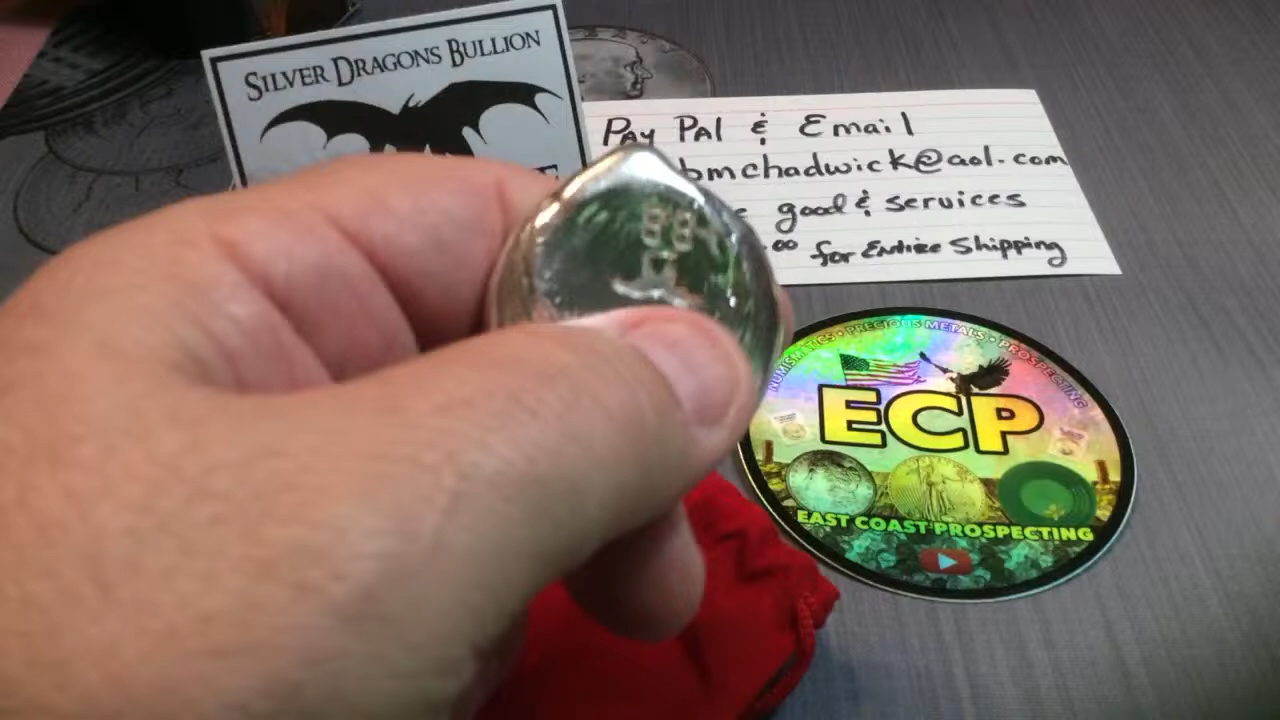 SILVER DRAGONS BULLION
PAY PAL & Email
bmchadwick@aol.com
good & services
.00 for Entire Shipping
NUMISMATICS • PRECIOUS METALS • PROSPECTING
ECP
EAST COAST PROSPECTING